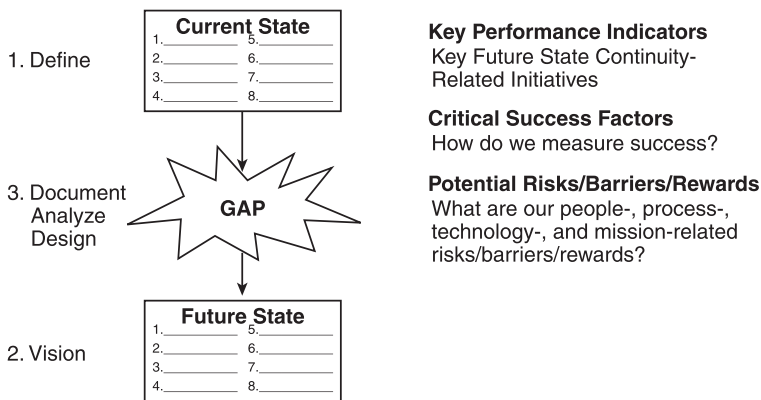 Current State
1. 5.
2. 6.
3. 7.
4. 8.
1. Define
Key Performance Indicators
Key Future State Continuity-
Related Initiatives
Critical Success Factors
How do we measure success?
3. Document
Analyze
Design
GAP
Potential Risks/Barriers/Rewards
What are our people-, process-,
technology-, and mission-related
risks/barriers/rewards?
Future State
1. 5.
2. 6.
3. 7.
4. 8.
2. Vision